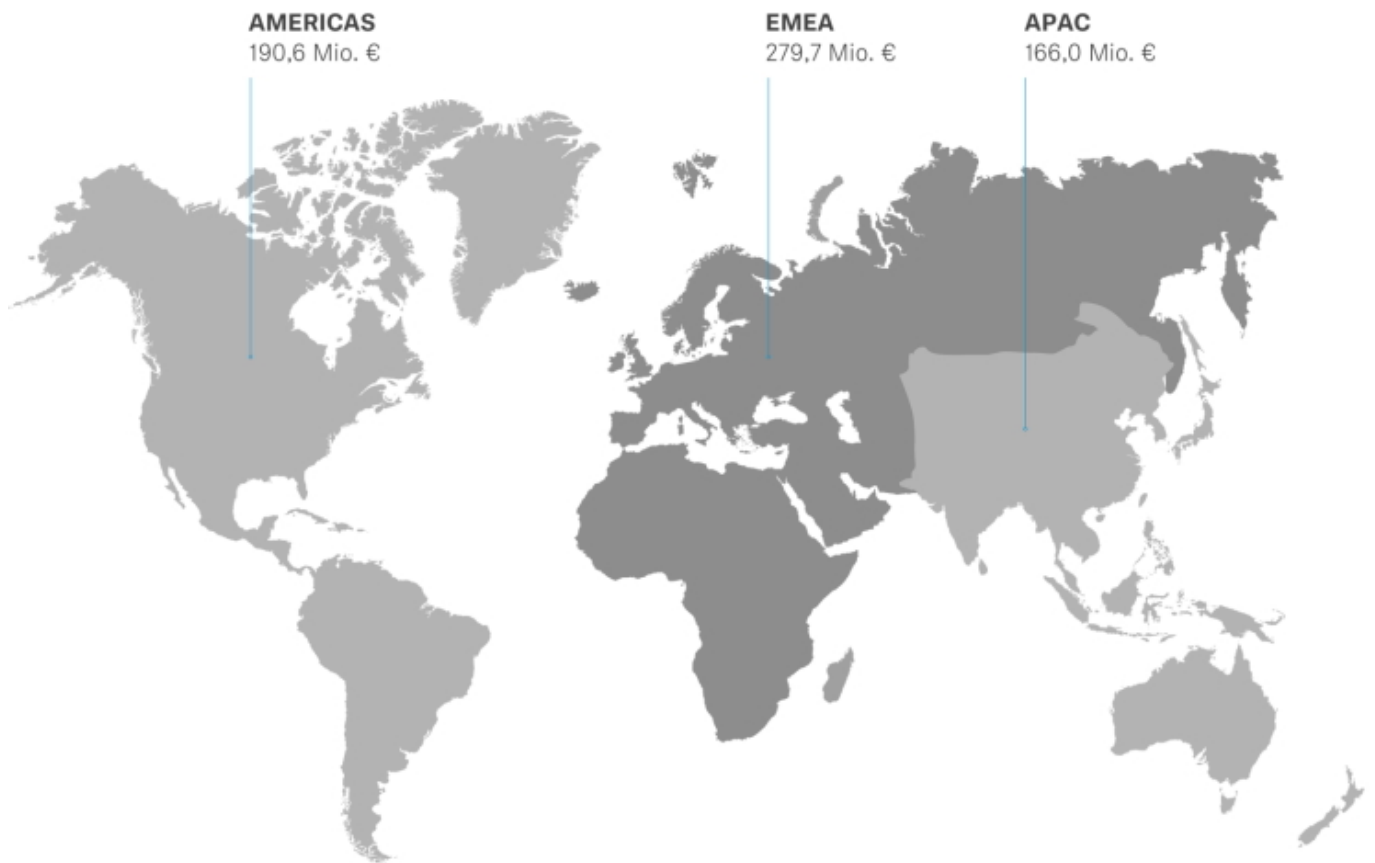 AMERICAS
190,6 Mio. €
EMEA
279,7 Mio. €
APAC
166,0 Mio. €